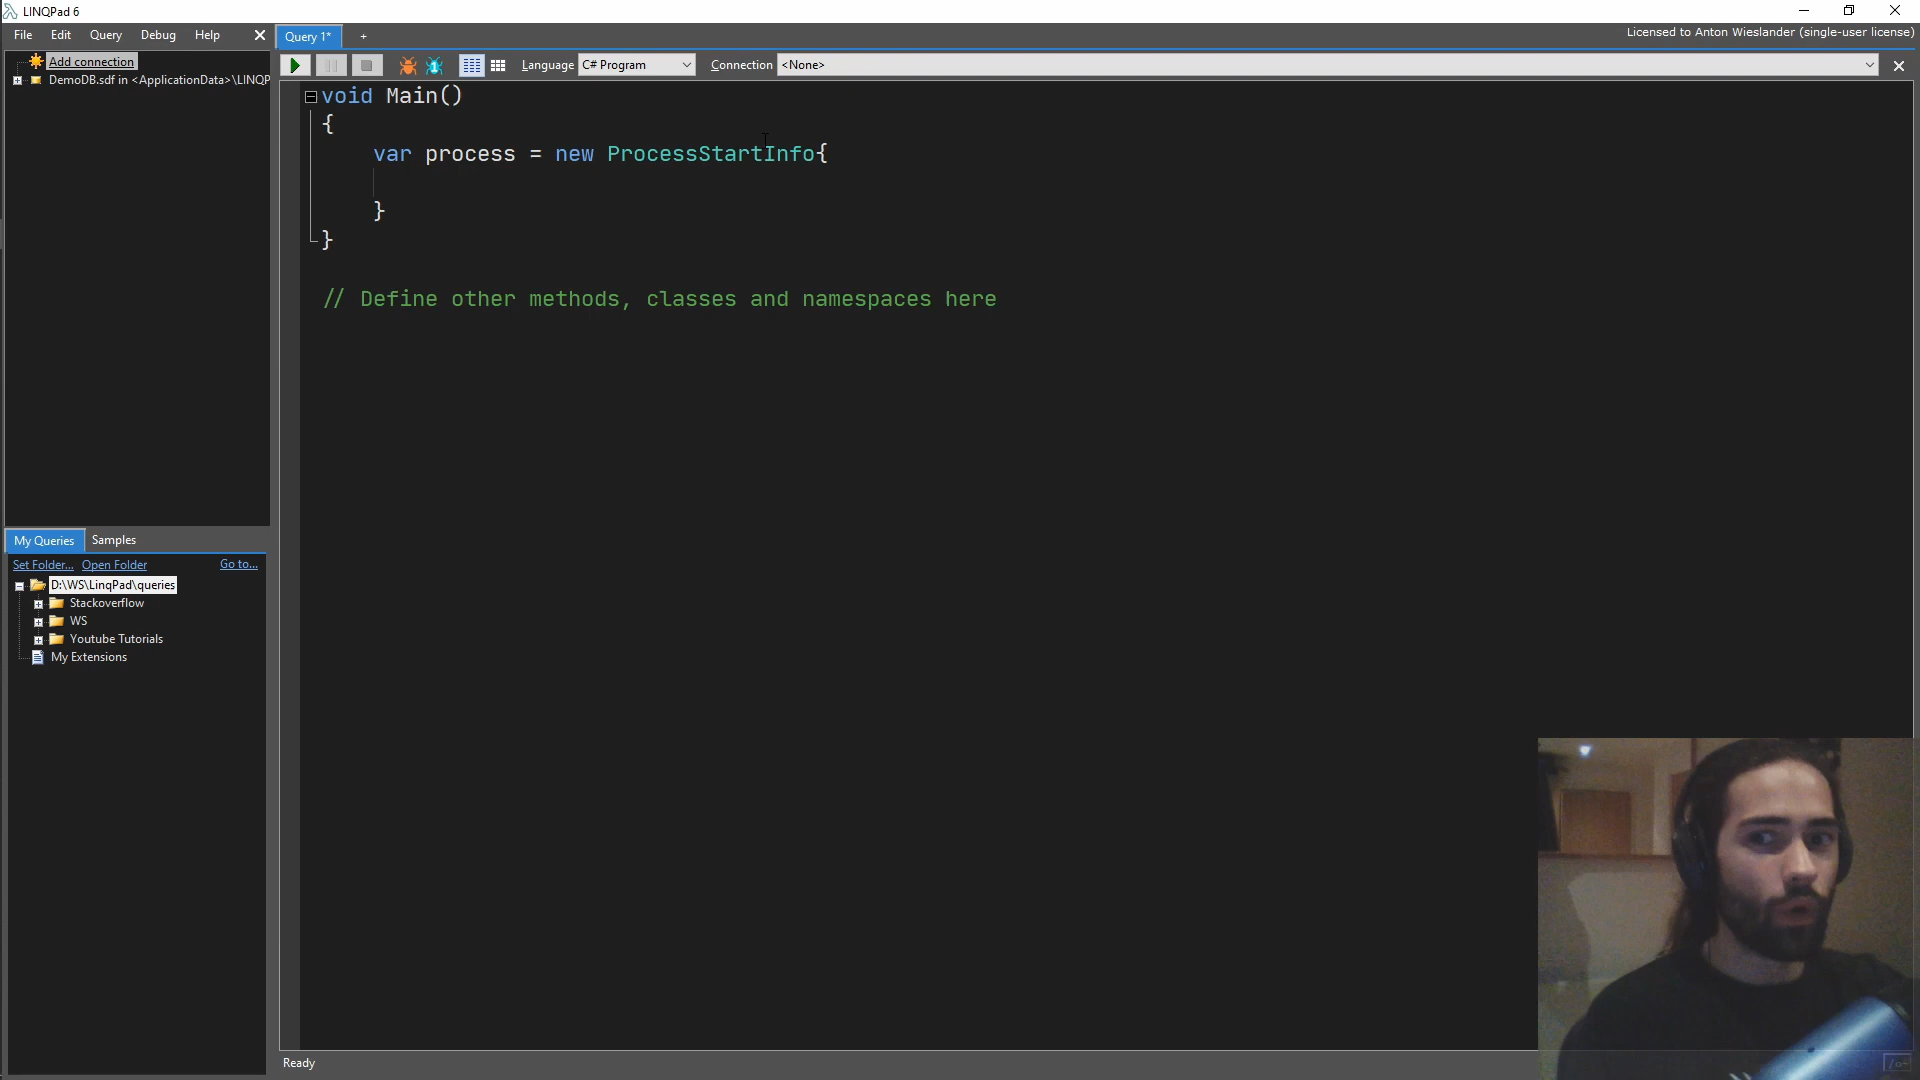 LINQPad 6
File Edit Query Debug Help
Query 1*
+
Licensed to Anton Wieslander (single-user license)
Add connection
DemoDB.sdf in <ApplicationData>\LINQP
Language C# Program
Connection <None>
void Main()
{
var process = new ProcessStartInfo{
}
}
// Define other methods, classes and namespaces here
My Queries Samples
Set Folder... Open Folder Go to...
D:\WS\LinqPad\queries
Stackoverflow
WS
Youtube Tutorials
My Extensions
Ready